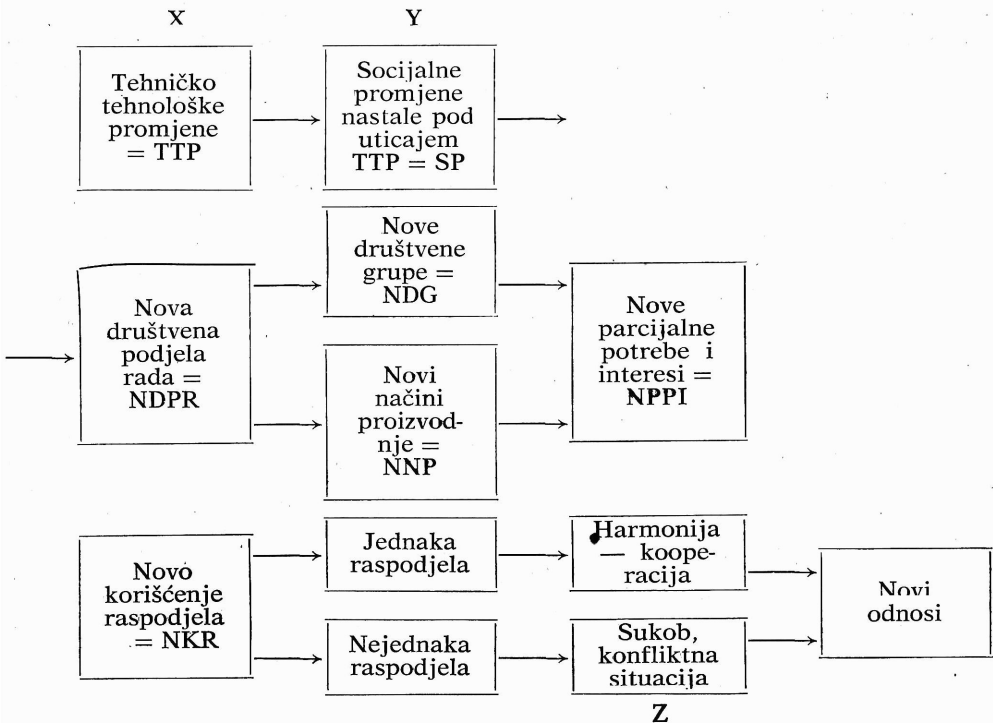 X
Y
Tehničko
tehnološke
promjene
= TTP
Socijalne
promjene
nastale pod
uticajem
TTP = SP
Nova
društvena
podjela
rada =
NDPR
Nove
društvene
grupe =
NDG
Novi
načini
proizvod-
nje =
NNP
Nove
parcijalne
potrebe i
interesi =
NPPI
Novo
korišćenje
raspodjela
= NKR
Jednaka
raspodjela
Nejednaka
raspodjela
Harmonija
— koope-
racija
Sukob,
konfliktna
situacija
Z
Novi
odnosi